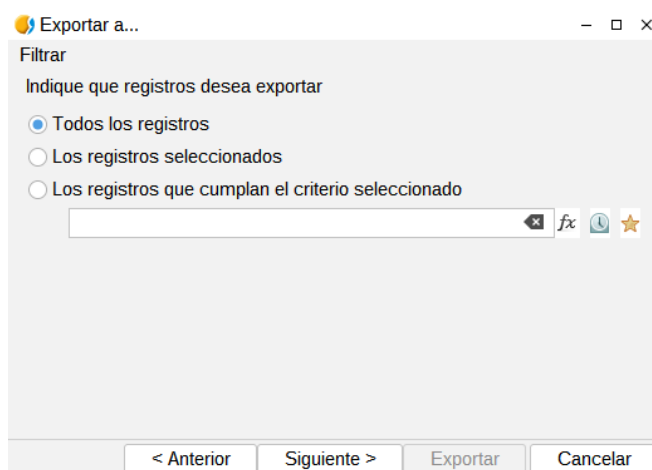 Exportar a...
Filtrar
Indique que registros desea exportar
Todos los registros
Los registros seleccionados
Los registros que cumplan el criterio seleccionado
fx
< Anterior Siguiente > Exportar Cancelar